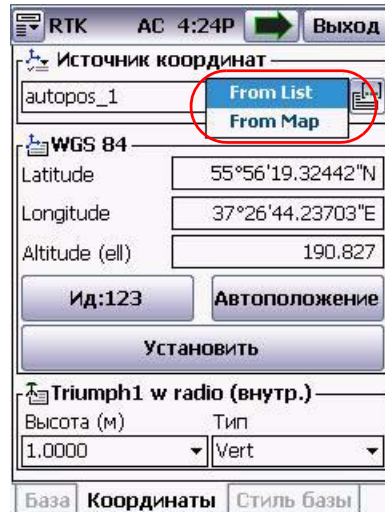 RTK AC 4:24P Выход
Источник координат
autopos_1
From List
From Map
WGS 84
Latitude 55°56'19.32442"N
Longitude 37°26'44.23703"E
Altitude (ell) 190.827
Ид:123 Автоположение
Установить
Triumph1 w radio (внутр.)
Высота (м) Тип
1.0000 Vert
База Координаты Стиль базы